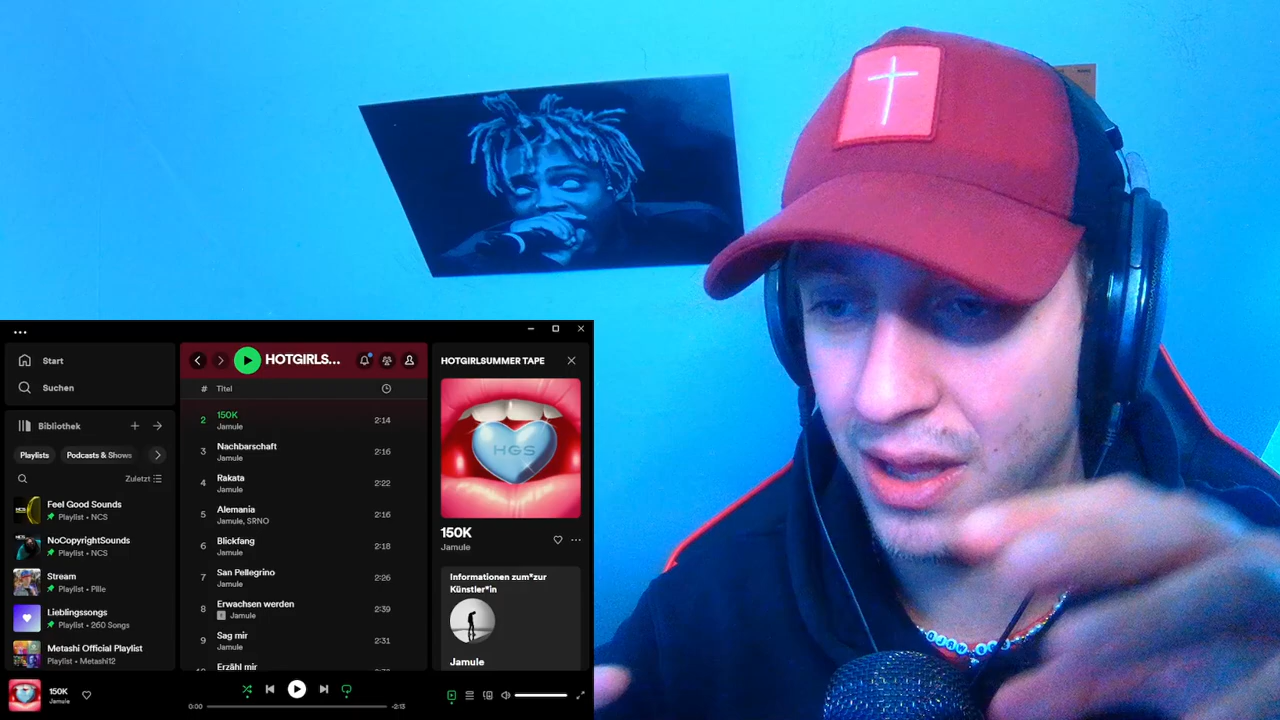 Start
Suchen
Bibliothek
Playlists
Podcasts & Shows
Zuletzt
Feel Good Sounds
Playlist • NCS
NoCopyrightSounds
Playlist • NCS
Stream
Playlist • Pllle
Lieblingssongs
Playlist • 260 Songs
Metashi Official Playlist
Playlist • Metashi12
HOTGIRLS...
# Titel
2 150K 2:14
Jamule
3 Nachbarschaft 2:16
Jamule
4 Rakata 2:22
Jamule
5 Alemania 2:16
Jamule, SRNO
6 Blickfang 2:18
Jamule
7 San Pellegrino 2:26
Jamule
8 Erwachsen werden 2:39
Jamule
9 Sag mir 2:31
Jamule
Erzähl mir
HOTGIRLSUMMER TAPE
HGS
150K
Jamule
Informationen zum*zur
Künstler*in
Jamule
150K
Jamule
0:00
-2:13